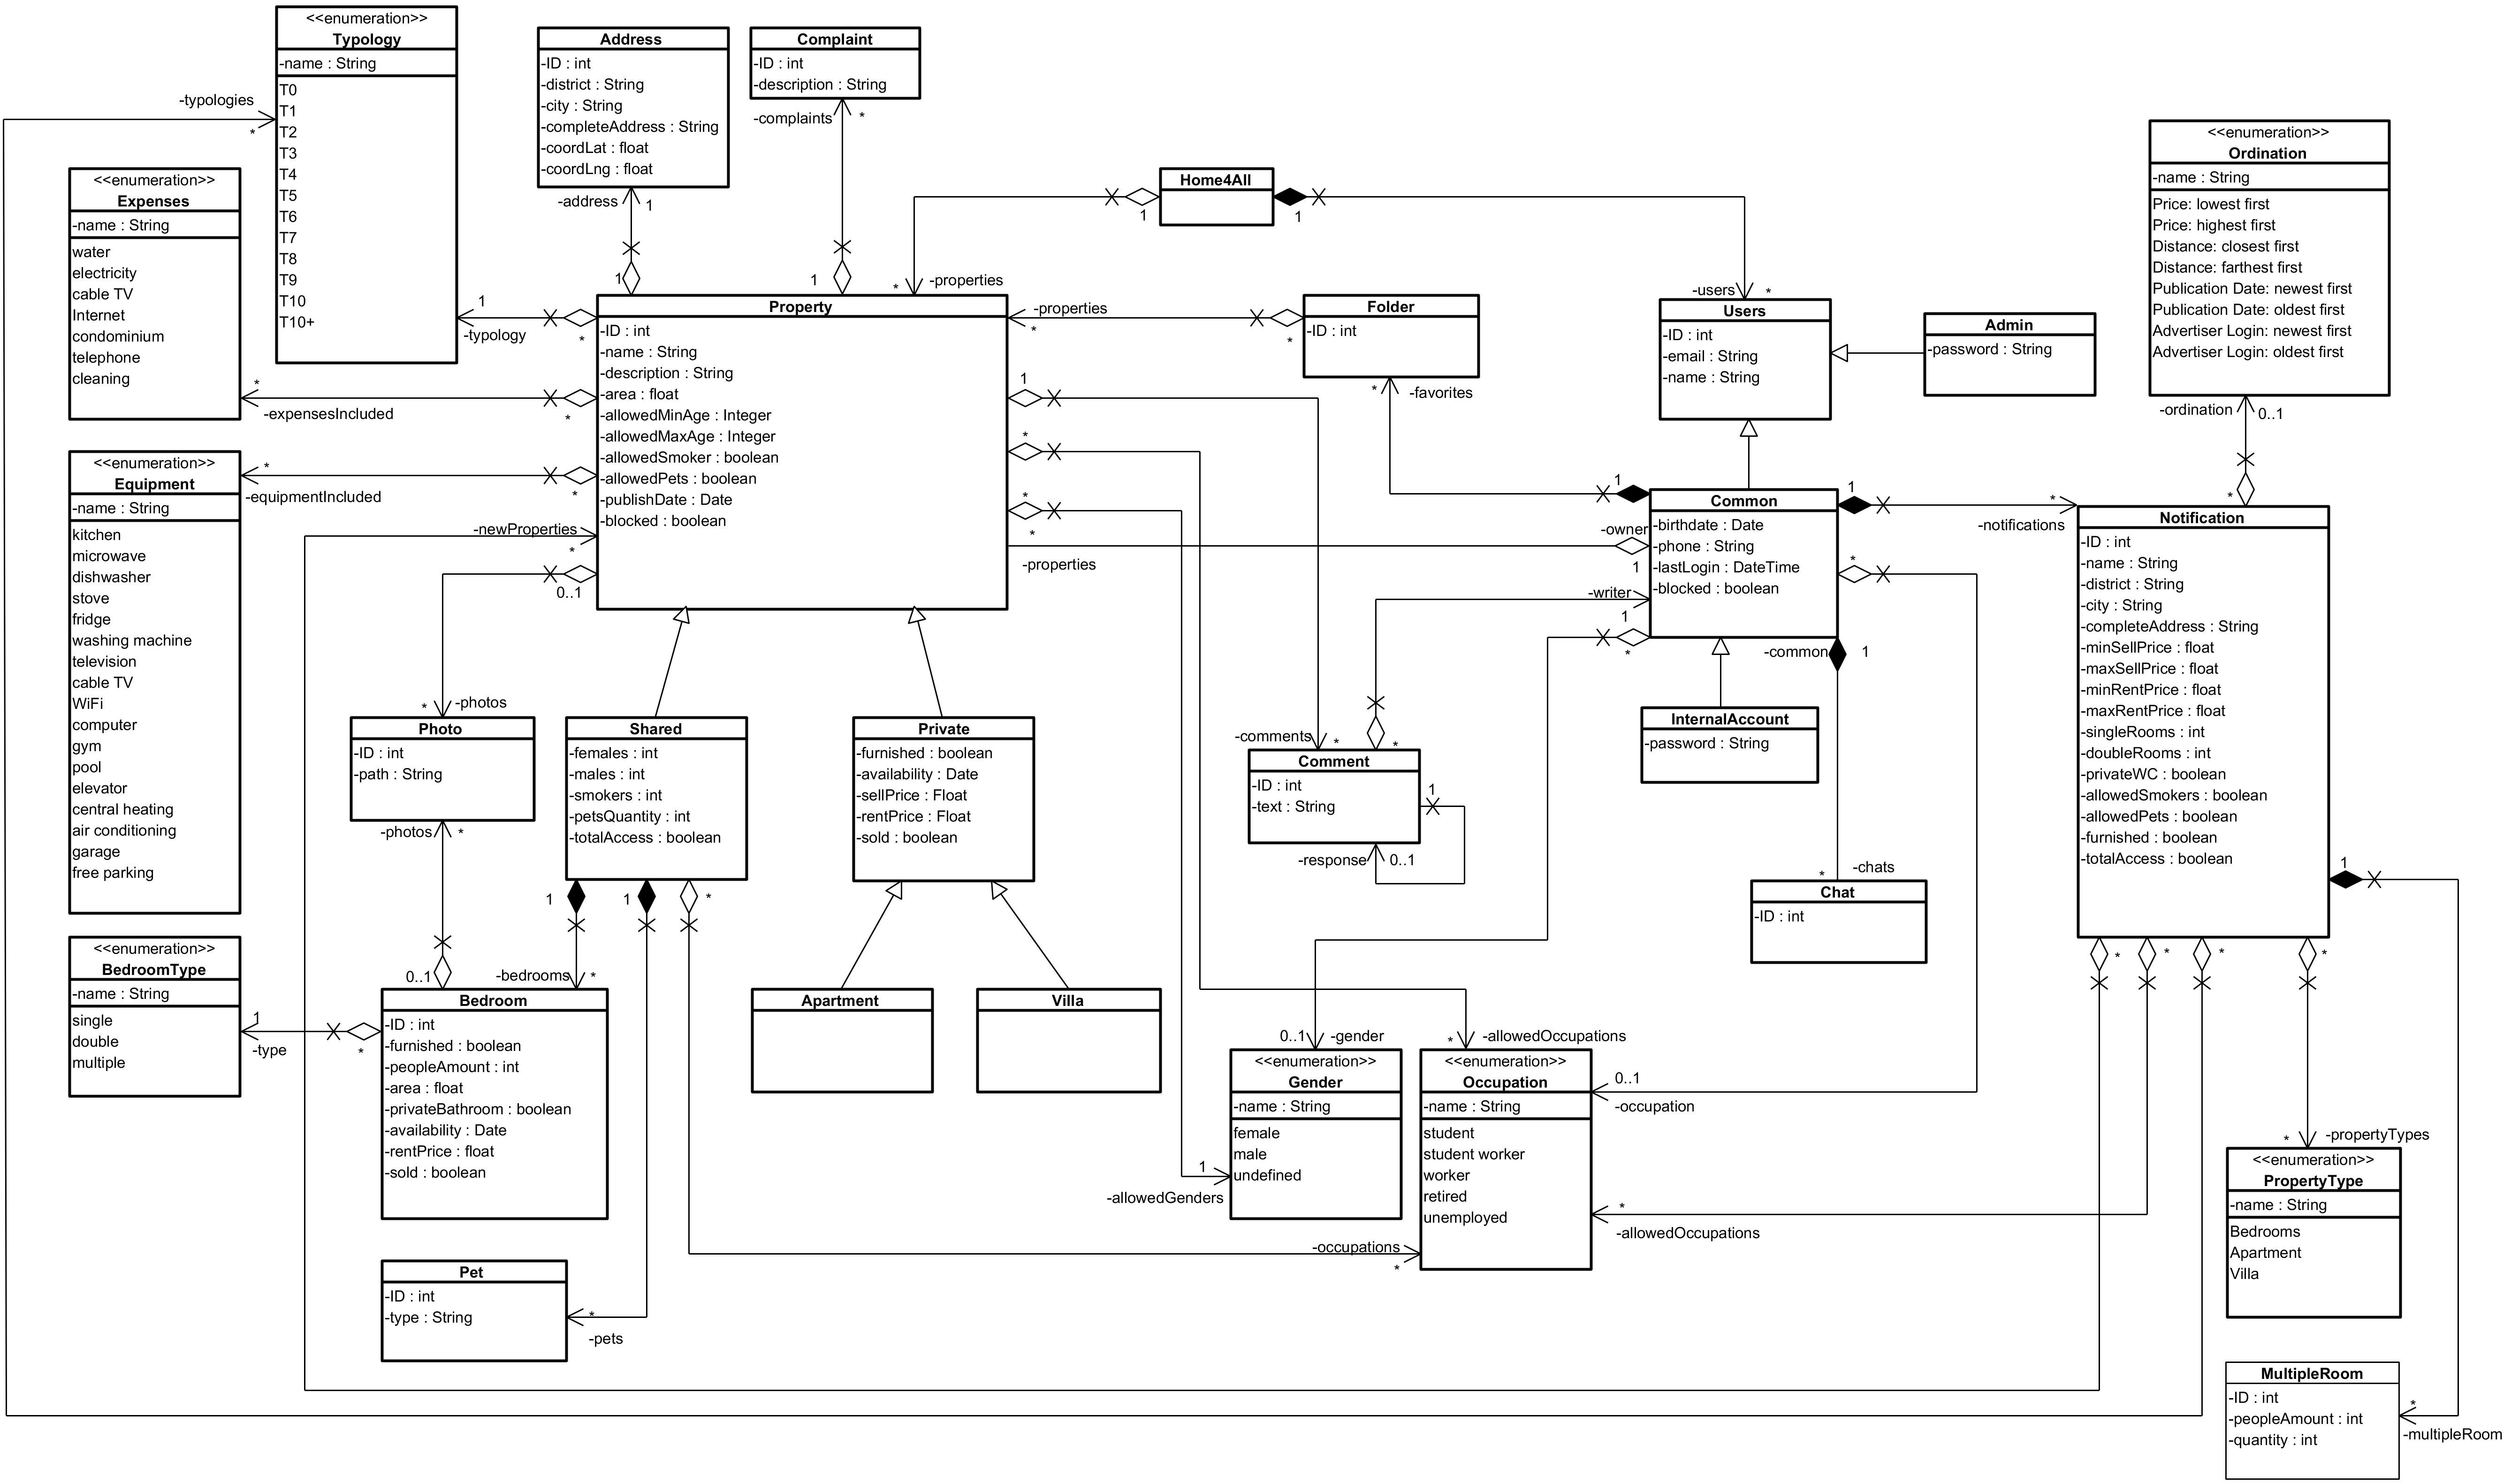 <<enumeration>>
Typology
-name : String
T0
T1
T2
T3
T4
T5
T6
T7
T8
T9
T10
T10+
-typologies
*
Address
-ID : int
-district : String
-city : String
-completeAddress : String
-coordLat : float
-coordLng : float
-address
1
1
Complaint
-ID : int
-description : String
-complaints
*
1
Home4All
1
1
-properties
*
-users
*
<<enumeration>>
Ordination
-name : String
Price: lowest first
Price: highest first
Distance: closest first
Distance: farthest first
Publication Date: newest first
Publication Date: oldest first
Advertiser Login: newest first
Advertiser Login: oldest first
-ordination
0..1
*
<<enumeration>>
Expenses
-name : String
water
electricity
cable TV
Internet
condominium
telephone
cleaning
1
-typology
*
*
-expensesIncluded
*
*
-equipmentIncluded
*
Property
-ID : int
-name : String
-description : String
-area : float
-allowedMinAge : Integer
-allowedMaxAge : Integer
-allowedSmoker : boolean
-allowedPets : boolean
-publishDate : Date
-blocked : boolean
-properties
*
*
Folder
-ID : int
*
-favorites
1
*
*
*
-properties
Users
-ID : int
-email : String
-name : String
Admin
-password : String
<<enumeration>>
Equipment
-name : String
kitchen
microwave
dishwasher
stove
fridge
washing machine
television
cable TV
WiFi
computer
gym
pool
elevator
central heating
air conditioning
garage
free parking
-newProperties
*
0..1
1
Common
-birthdate : Date
-phone : String
-lastLogin : DateTime
-blocked : boolean
-owner
1
-writer
1
*
1
*
-notifications
*
-common
1
Notification
-ID : int
-name : String
-district : String
-city : String
-completeAddress : String
-minSellPrice : float
-maxSellPrice : float
-minRentPrice : float
-maxRentPrice : float
-singleRooms : int
-doubleRooms : int
-privateWC : boolean
-allowedSmokers : boolean
-allowedPets : boolean
-furnished : boolean
-totalAccess : boolean
1
*
*
*
*
*
-photos
Photo
-ID : int
-path : String
-photos
*
0..1
Shared
-females : int
-males : int
-smokers : int
-petsQuantity : int
-totalAccess : boolean
1
1
*
Private
-furnished : boolean
-availability : Date
-sellPrice : Float
-rentPrice : Float
-sold : boolean
-comments
*
*
Comment
-ID : int
-text : String
1
-response
0..1
InternalAccount
-password : String
-chats
*
Chat
-ID : int
<<enumeration>>
BedroomType
-name : String
single
double
multiple
1
-type
*
-bedrooms
*
Bedroom
-ID : int
-furnished : boolean
-peopleAmount : int
-area : float
-privateBathroom : boolean
-availability : Date
-rentPrice : float
-sold : boolean
Apartment
Villa
0..1
-gender
<<enumeration>>
Gender
-name : String
female
male
undefined
1
-allowedGenders
*
-allowedOccupations
<<enumeration>>
Occupation
-name : String
student
student worker
worker
retired
unemployed
0..1
-occupation
*
-allowedOccupations
-occupations
*
*
-propertyTypes
<<enumeration>>
PropertyType
-name : String
Bedrooms
Apartment
Villa
Pet
-ID : int
-type : String
*
-pets
MultipleRoom
-ID : int
-peopleAmount : int
-quantity : int
*
-multipleRoom